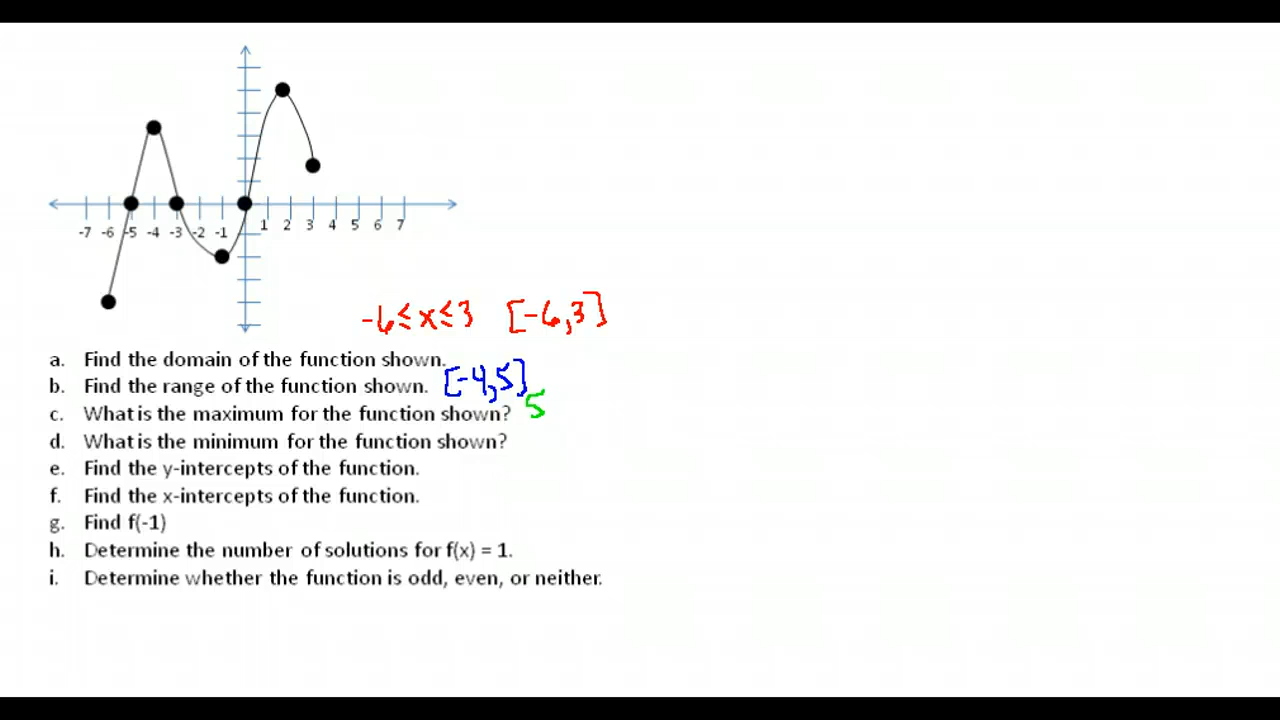 -7 -6 -5 -4 -3 -2 -1 1 2 3 4 5 6 7
-6 ≤ x ≤ 3 [-6,3]
a. Find the domain of the function shown.
b. Find the range of the function shown. [-4,5]
c. What is the maximum for the function shown? 5
d. What is the minimum for the function shown?
e. Find the y-intercepts of the function.
f. Find the x-intercepts of the function.
g. Find f(-1)
h. Determine the number of solutions for f(x) = 1.
i. Determine whether the function is odd, even, or neither.